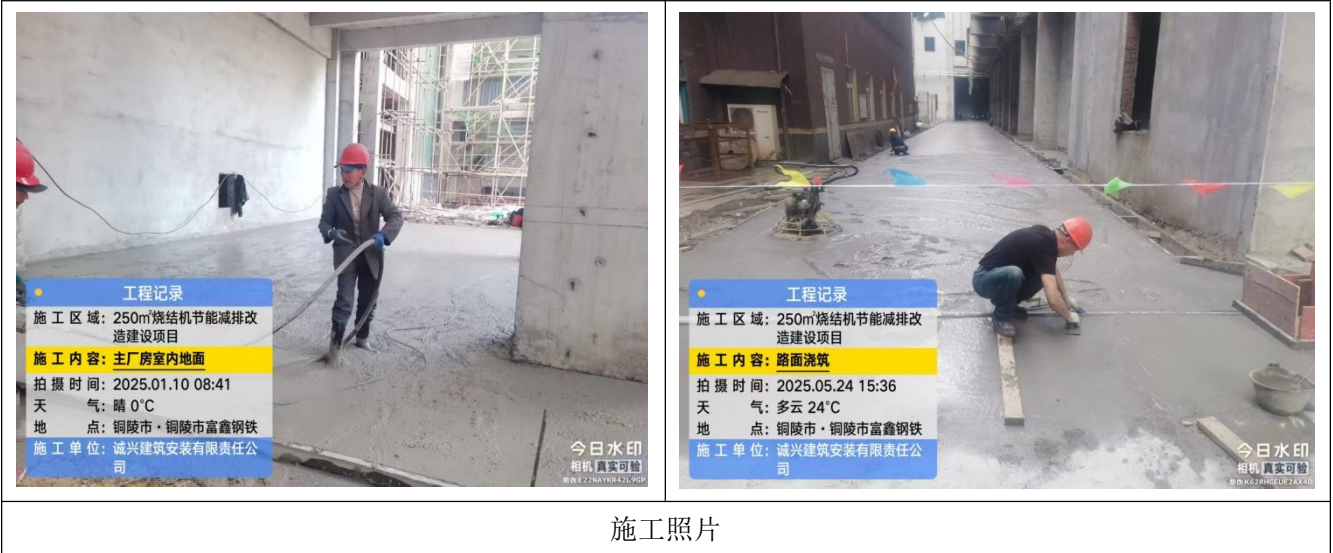 工程记录
施工区域：250㎡烧结机节能减排改
造建设项目
施工内容：主厂房室内地面
拍摄时间：2025.01.10 08:41
天气：晴 0℃
地点：铜陵市·铜陵市富鑫钢铁
施工单位：诚兴建筑安装有限责任公
司
今日水印
相机 真实可验
防伪 E22NAYKR42L9GP
工程记录
施工区域：250㎡烧结机节能减排改
造建设项目
施工内容：路面浇筑
拍摄时间：2025.05.24 15:36
天气：多云 24℃
地点：铜陵市·铜陵市富鑫钢铁
施工单位：诚兴建筑安装有限责任公
司
今日水印
相机 真实可验
防伪 K62RHGEUE2AX4D
施工照片